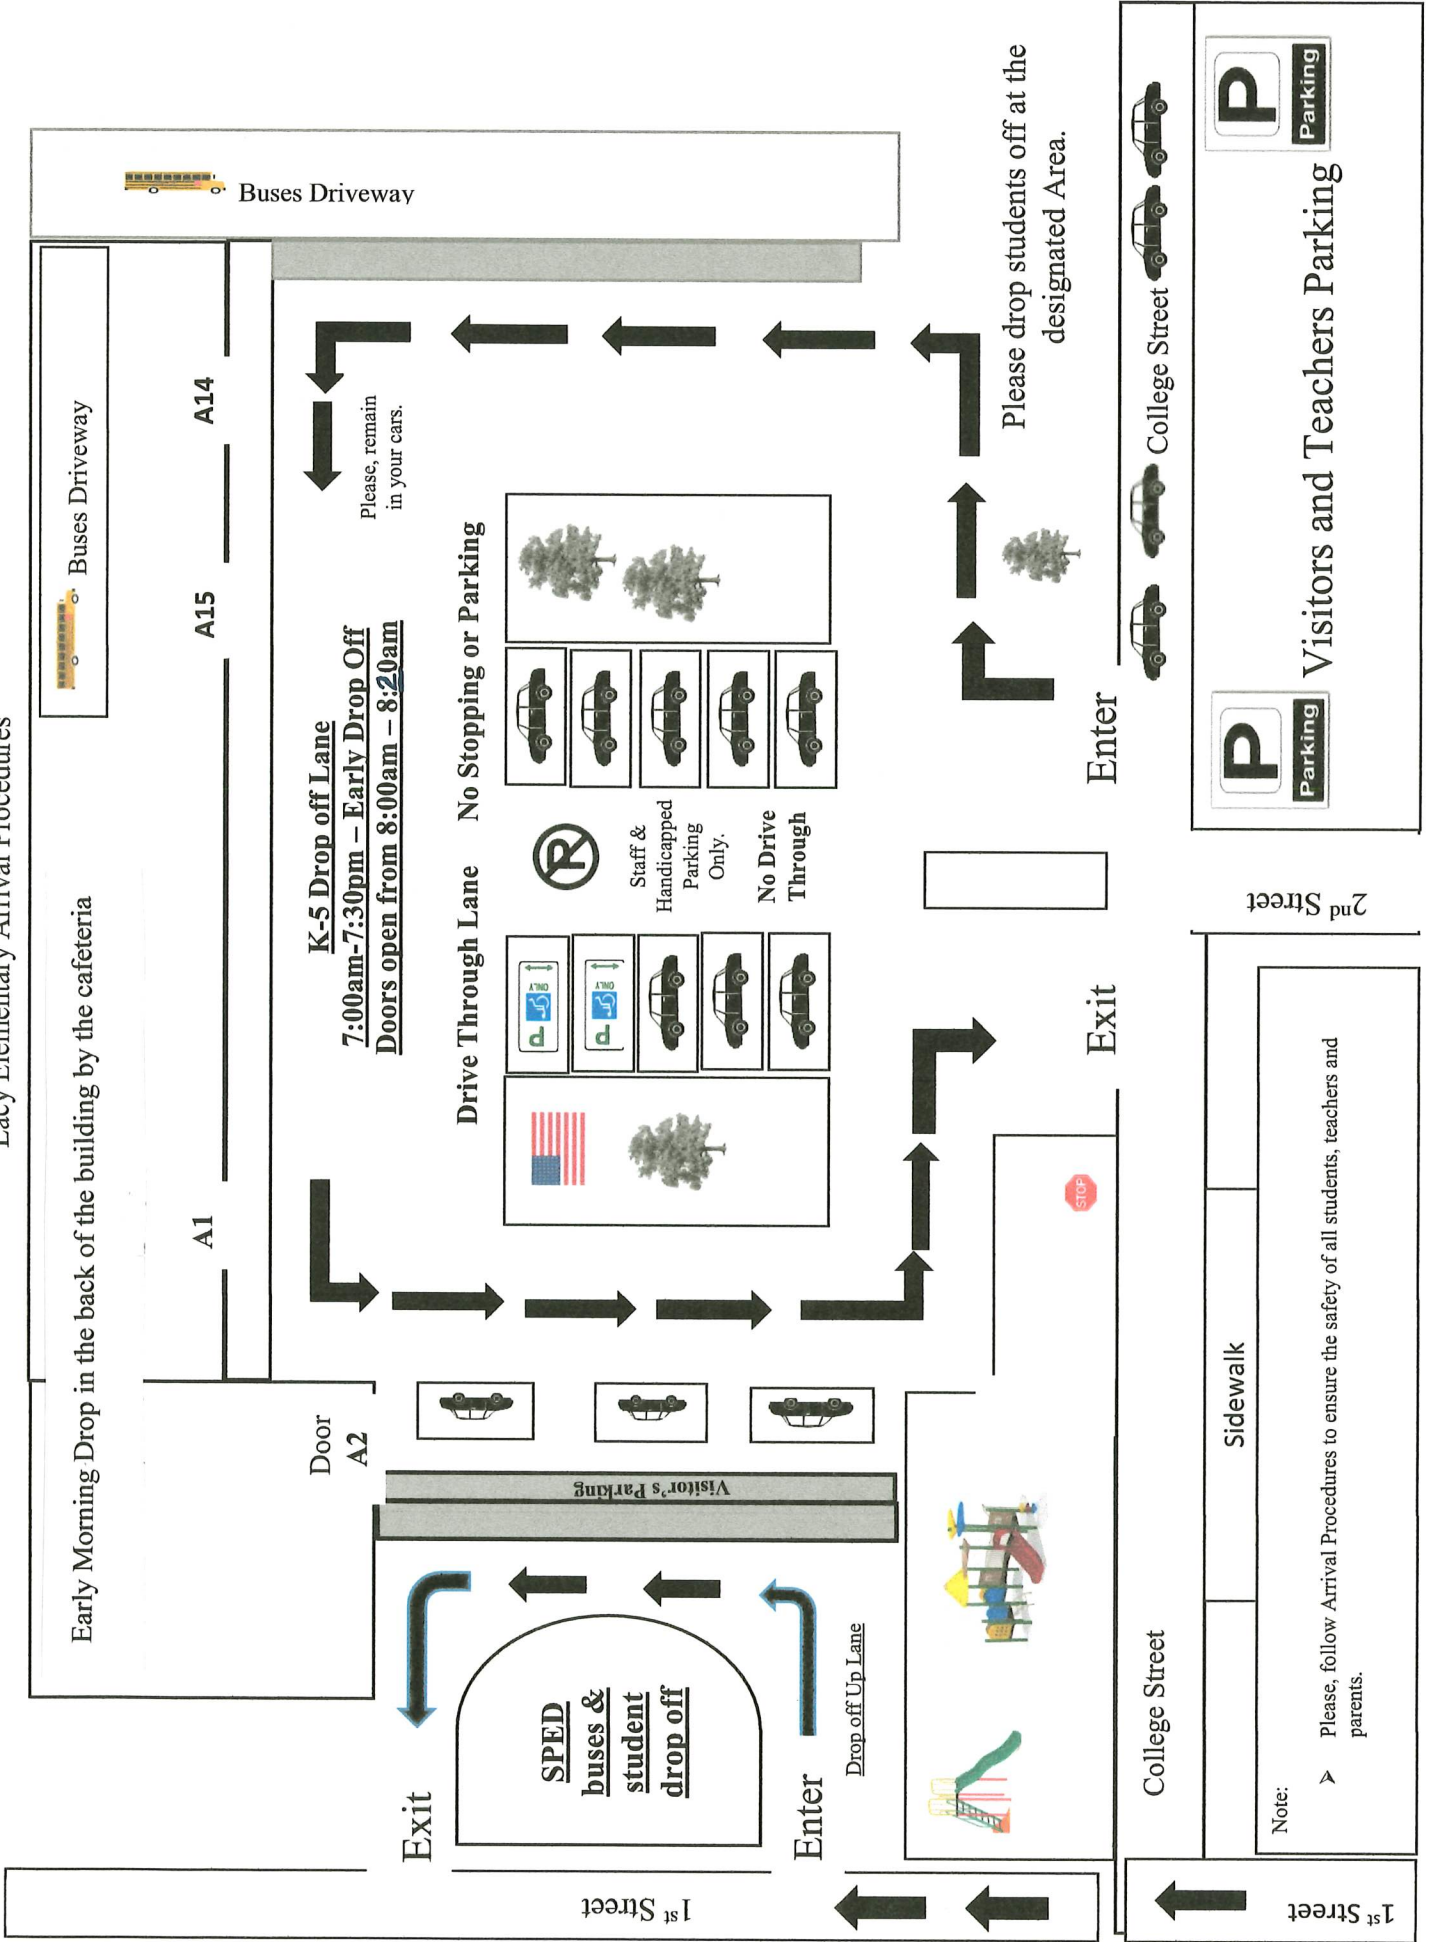 Lacy Elementary Arrival Procedures
Buses Driveway
Buses Driveway
Early Morning Drop in the back of the building by the cafeteria
A1
A15
A14
Door
A2
K-5 Drop off Lane
7:00am-7:30pm – Early Drop Off
Doors open from 8:00am – 8:20am
Please, remain
in your cars.
Drive Through Lane No Stopping or Parking
P
ONLY
P
ONLY
P
Staff &
Handicapped
Parking
Only.
No Drive
Through
Visitor's Parking
Exit
SPED
buses &
student
drop off
Enter
Drop off Up Lane
1st Street
STOP
Exit
Enter
Please drop students off at the
designated Area.
College Street
College Street
Sidewalk
2nd Street
P
Parking
Visitors and Teachers Parking
P
Parking
Note:
➢ Please, follow Arrival Procedures to ensure the safety of all students, teachers and
parents.
1st Street